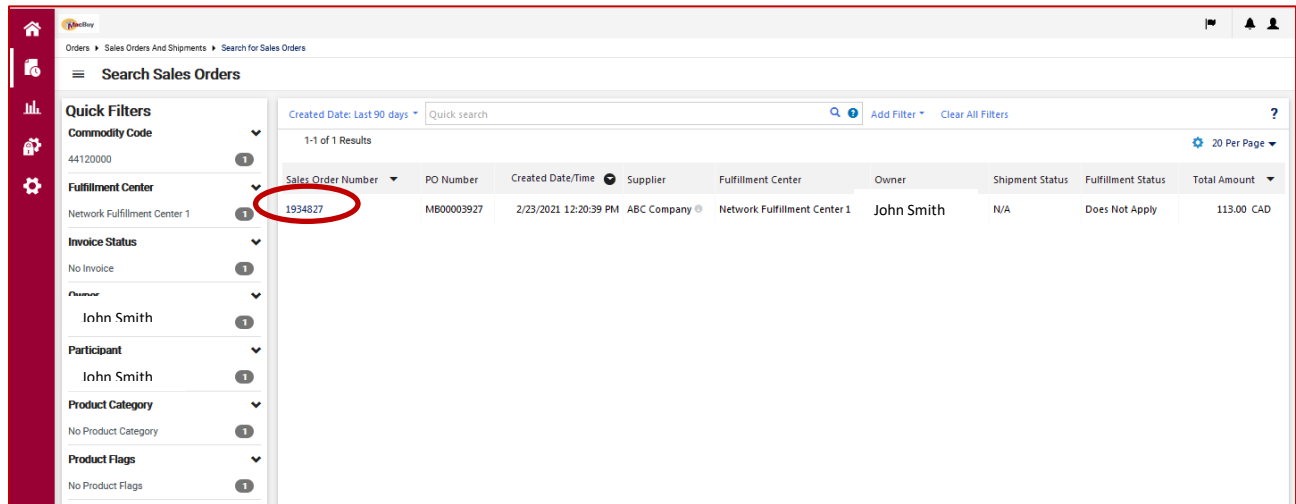 MacBuy
Orders Sales Orders And Shipments Search for Sales Orders
Search Sales Orders
Quick Filters
Commodity Code
44120000 1
Fulfillment Center
Network Fulfillment Center 1 1
Invoice Status
No Invoice 1
Owner
John Smith 1
Participant
John Smith 1
Product Category
No Product Category 1
Product Flags
No Product Flags 1
Created Date: Last 90 days Quick search ? Add Filter Clear All Filters ?
1-1 of 1 Results 20 Per Page
Sales Order Number PO Number Created Date/Time Supplier Fulfillment Center Owner Shipment Status Fulfillment Status Total Amount
1934827 MB00003927 2/23/2021 12:20:39 PM ABC Company Network Fulfillment Center 1 John Smith N/A Does Not Apply 113.00 CAD